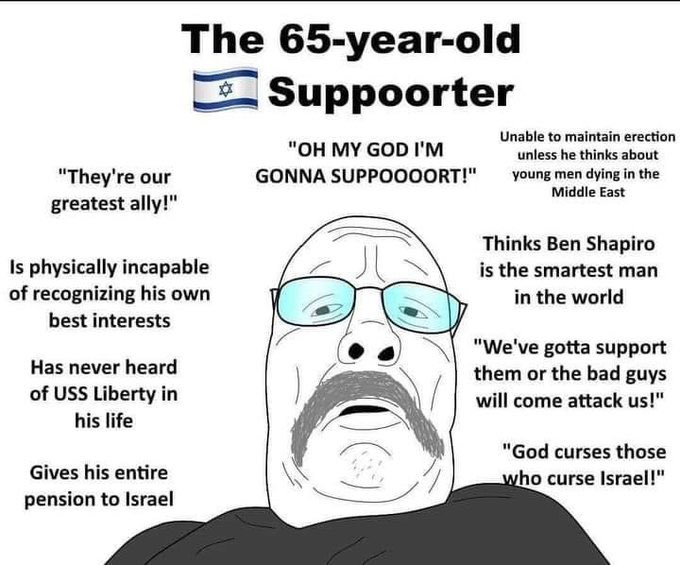 The 65-year-old
Suppoorter
"OH MY GOD I'M
GONNA SUPPOOOORT!"
Unable to maintain erection
unless he thinks about
young men dying in the
Middle East
"They're our
greatest ally!"
Thinks Ben Shapiro
is the smartest man
in the world
Is physically incapable
of recognizing his own
best interests
"We've gotta support
them or the bad guys
will come attack us!"
Has never heard
of USS Liberty in
his life
"God curses those
who curse Israel!"
Gives his entire
pension to Israel